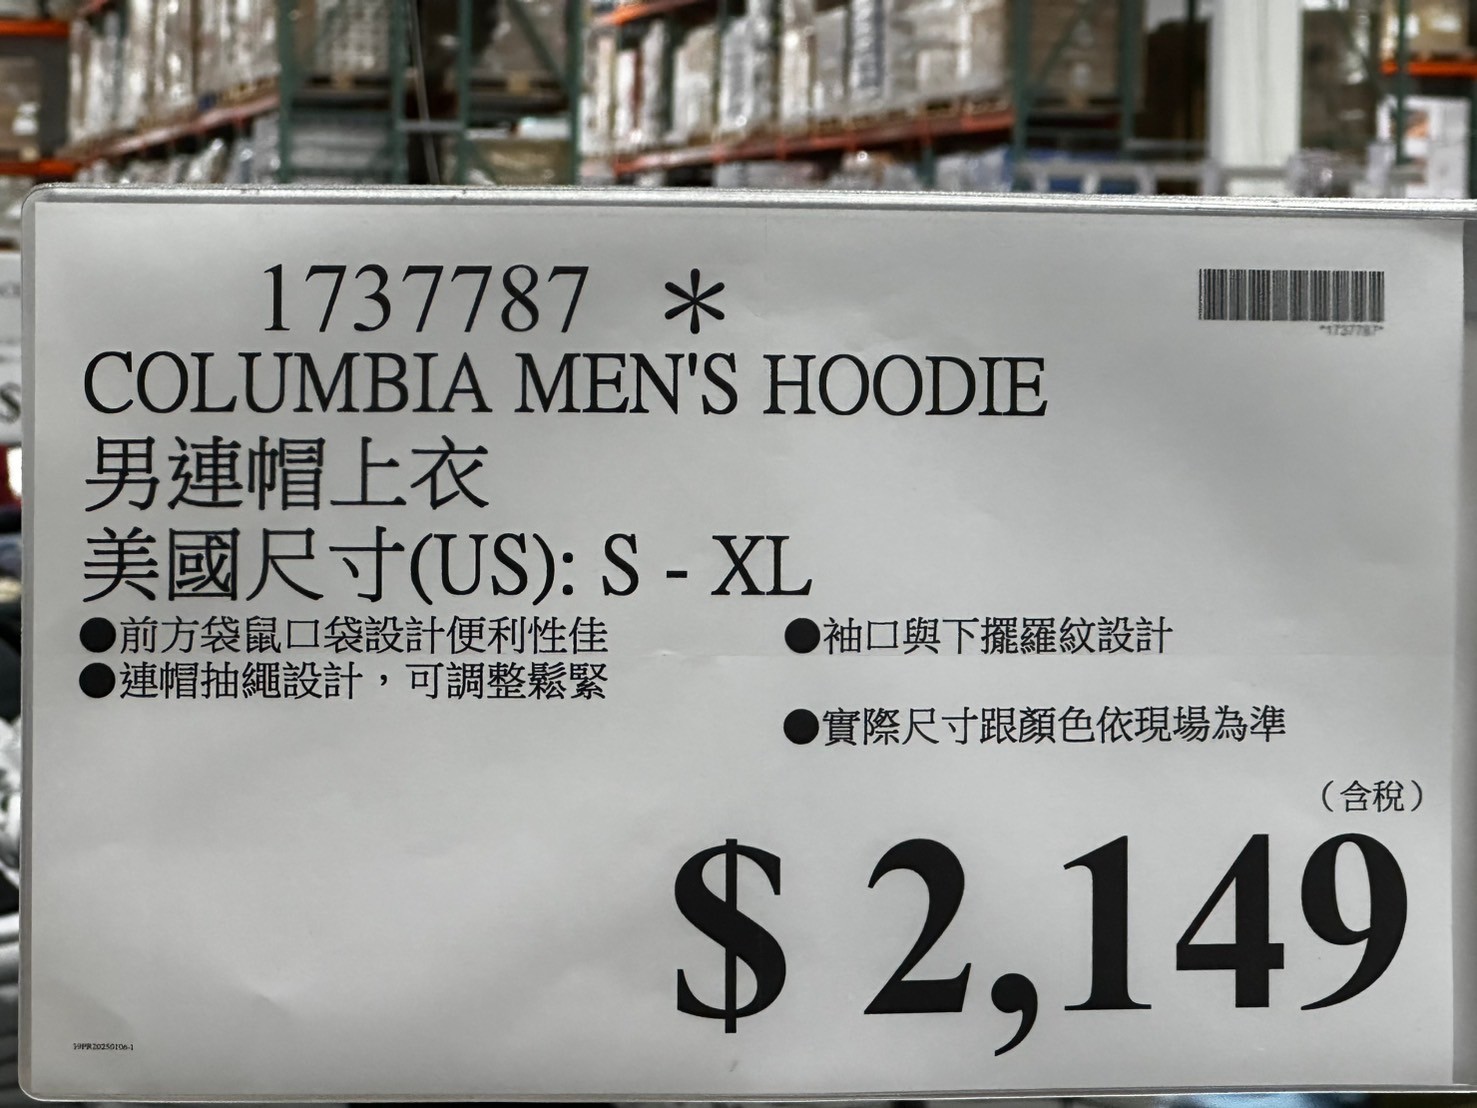 1737787 *
*1737787*
COLUMBIA MEN'S HOODIE
男連帽上衣
美國尺寸(US): S - XL
●前方袋鼠口袋設計便利性佳
●袖口與下擺羅紋設計
●連帽抽繩設計，可調整鬆緊
●實際尺寸跟顏色依現場為準
（含稅）
$ 2,149